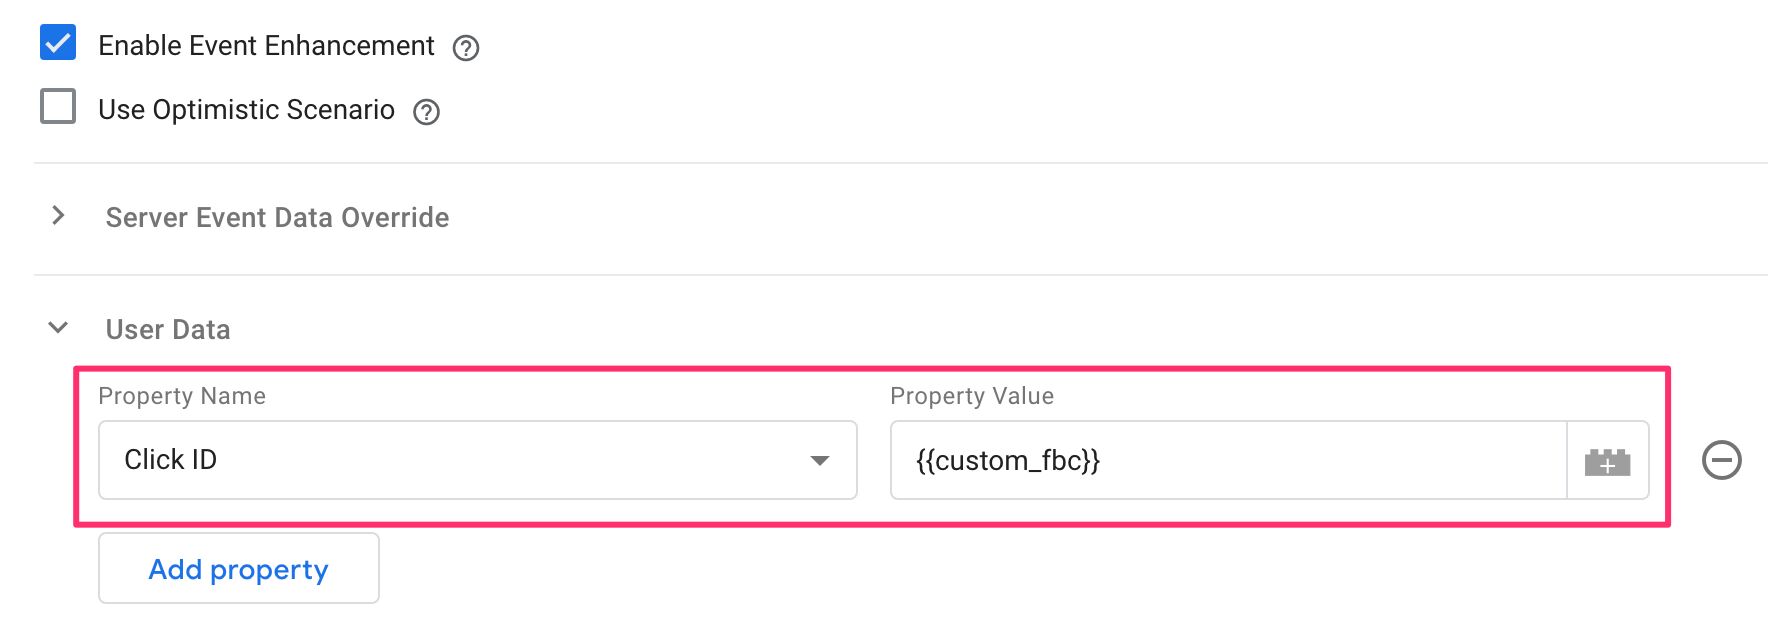 Enable Event Enhancement
Use Optimistic Scenario
Server Event Data Override
User Data
Property Name
Property Value
Click ID
{{custom_fbc}}
Add property